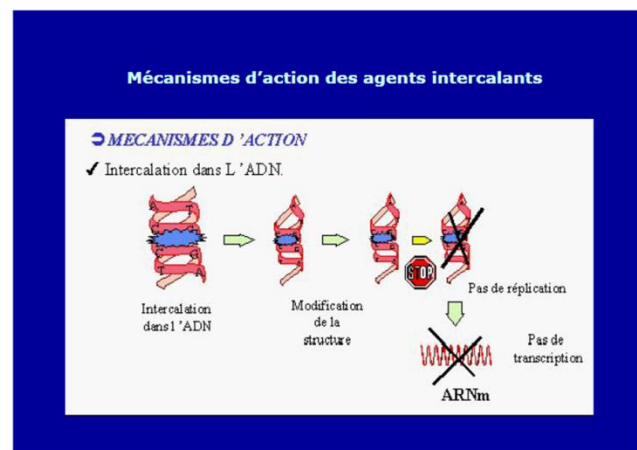 Mécanismes d'action des agents intercalants
➲ MECANISMES D 'ACTION
✓ Intercalation dans L 'ADN.
STOP
Intercalation
dans l 'ADN
Modification
de la
structure
Pas de réplication
Pas de
transcription
ARNm